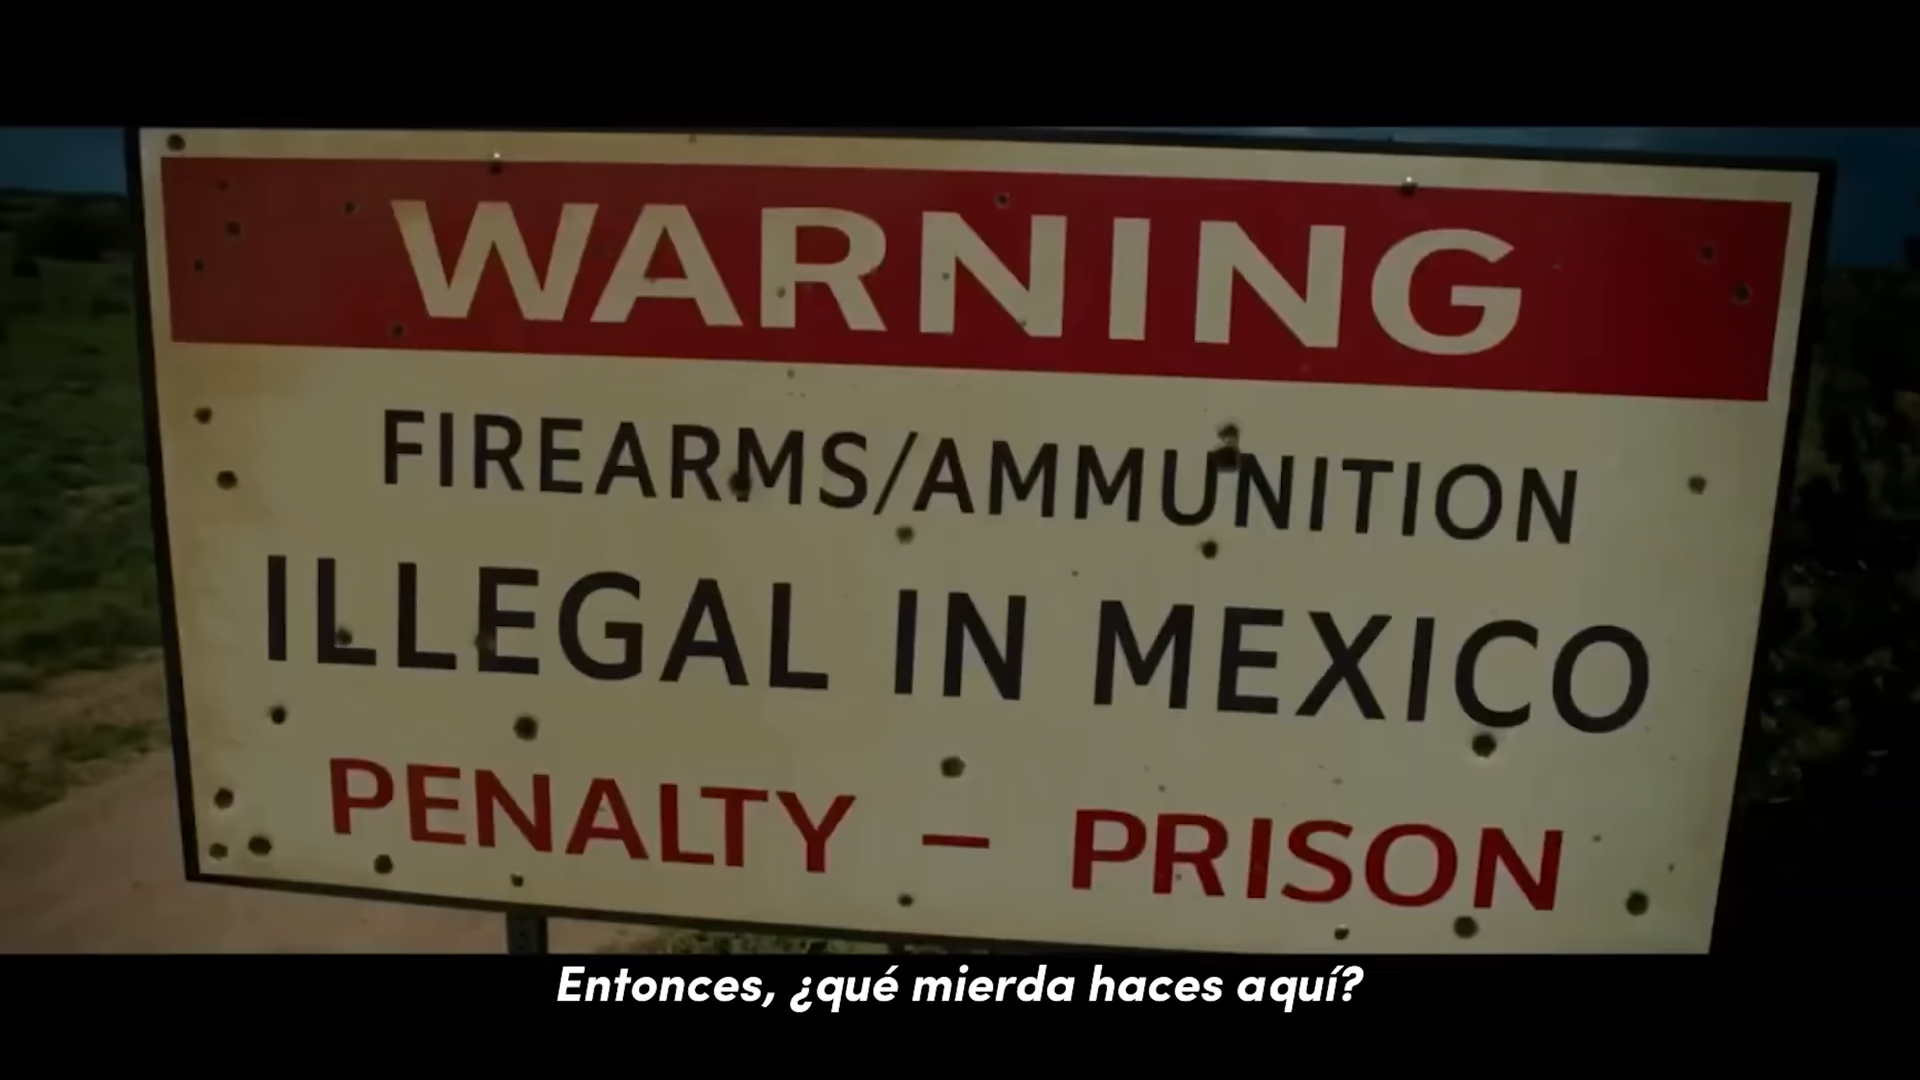 WARNING
FIREARMS/AMMUNITION
ILLEGAL IN MEXICO
PENALTY – PRISON
Entonces, ¿qué mierda haces aquí?